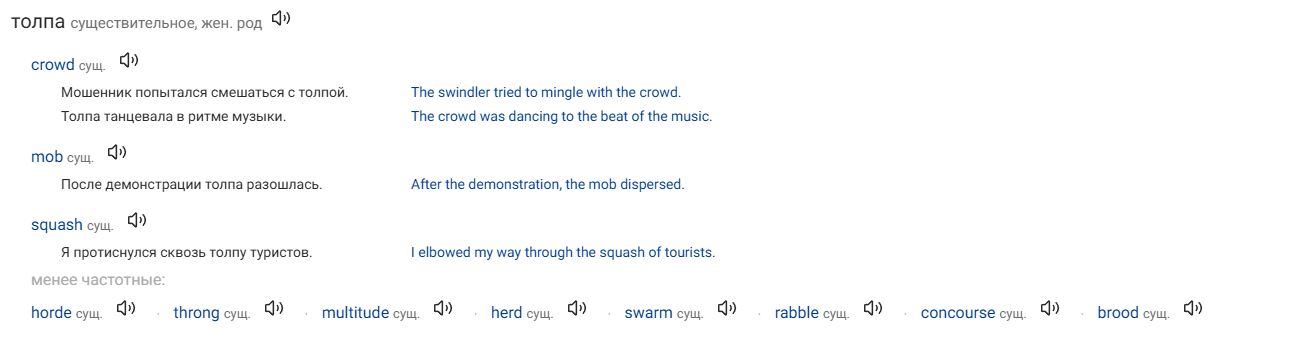 толпа существительное, жен. род
crowd сущ.
Мошенник попытался смешаться с толпой. The swindler tried to mingle with the crowd.
Толпа танцевала в ритме музыки. The crowd was dancing to the beat of the music.
mob сущ.
После демонстрации толпа разошлась. After the demonstration, the mob dispersed.
squash сущ.
Я протиснулся сквозь толпу туристов. I elbowed my way through the squash of tourists.
менее частотные:
horde сущ. · throng сущ. · multitude сущ. · herd сущ. · swarm сущ. · rabble сущ. · concourse сущ. · brood сущ.